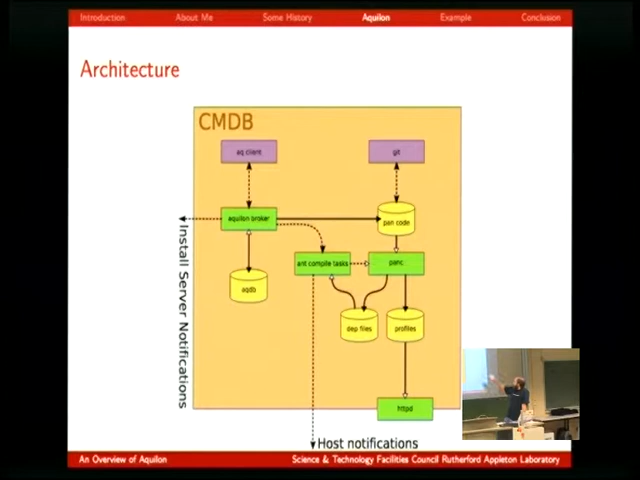 Introduction About Me Some History Aquilon Example Conclusion
Architecture
CMDB
aq client
git
aquilon broker
pan code
ant compile tasks
panc
aqdb
dep files
profiles
httpd
Install Server Notifications
Host notifications
An Overview of Aquilon Science & Technology Facilities Council Rutherford Appleton Laboratory